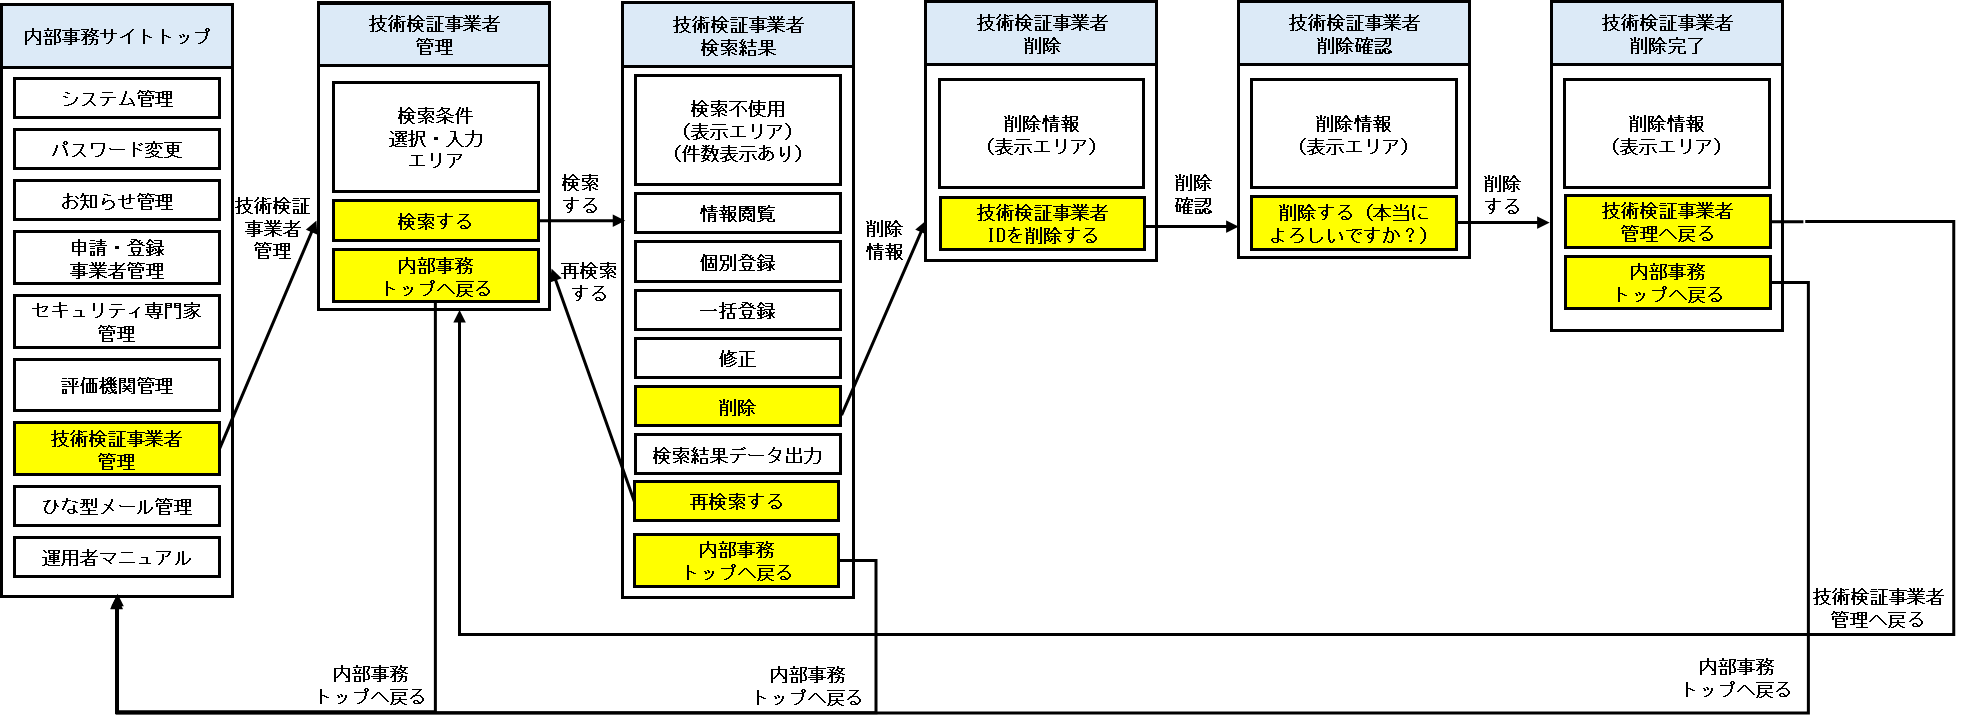 内部事務サイトトップ
システム管理
パスワード変更
お知らせ管理
申請・登録
事業者管理
セキュリティ専門家
管理
評価機関管理
技術検証事業者
管理
ひな型メール管理
運用者マニュアル
技術検証
事業者
管理
技術検証事業者
管理
検索条件
選択・入力
エリア
検索する
内部事務
トップへ戻る
検索
する
再検索
する
技術検証事業者
検索結果
検索不使用
（表示エリア）
（件数表示あり）
情報閲覧
個別登録
一括登録
修正
削除
検索結果データ出力
再検索する
内部事務
トップへ戻る
削除
情報
技術検証事業者
削除
削除情報
（表示エリア）
技術検証事業者
IDを削除する
削除
確認
技術検証事業者
削除確認
削除情報
（表示エリア）
削除する（本当に
よろしいですか？）
削除
する
技術検証事業者
削除完了
削除情報
（表示エリア）
技術検証事業者
管理へ戻る
内部事務
トップへ戻る
技術検証事業者
管理へ戻る
内部事務
トップへ戻る
内部事務
トップへ戻る
内部事務
トップへ戻る